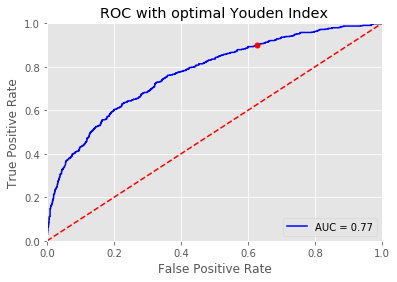 ROC with optimal Youden Index
1.0
0.8
0.6
0.4
0.2
0.0
True Positive Rate
AUC = 0.77
0.0 0.2 0.4 0.6 0.8 1.0
False Positive Rate